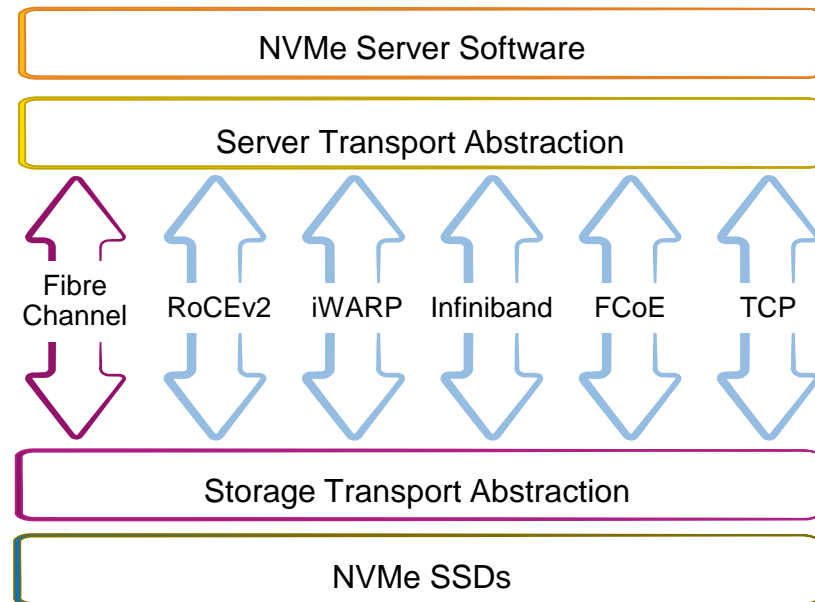 NVMe Server Software
Server Transport Abstraction
Fibre
Channel
RoCEv2
iWARP
Infiniband
FCoE
TCP
Storage Transport Abstraction
NVMe SSDs